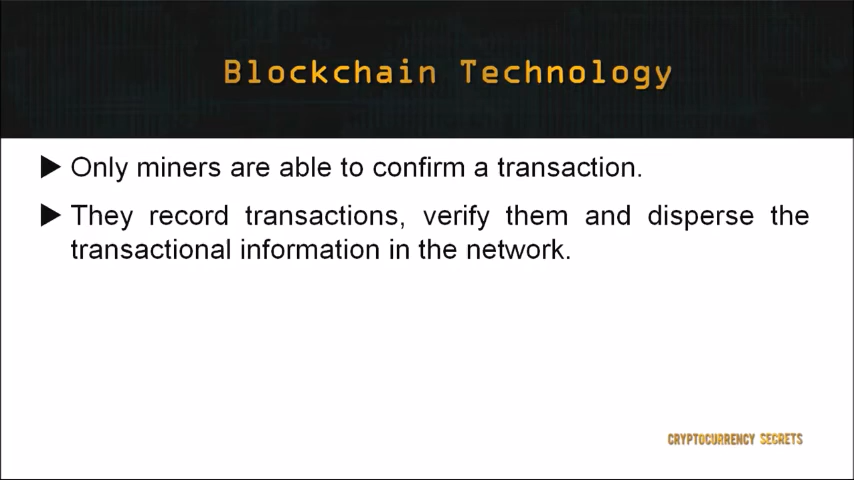 Blockchain Technology
▶ Only miners are able to confirm a transaction.
▶ They record transactions, verify them and disperse the
transactional information in the network.
CRYPTOCURRENCY SECRETS